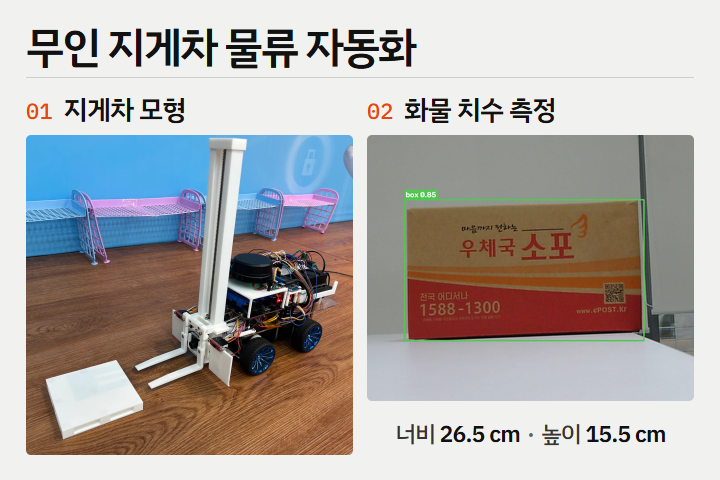 무인 지게차 물류 자동화
01 지게차 모형
02 화물 치수 측정
box 0.85
마음까지 전하는
우체국 소포
전국 어디서나
1588-1300
www.ePOST.kr
너비 26.5 cm · 높이 15.5 cm